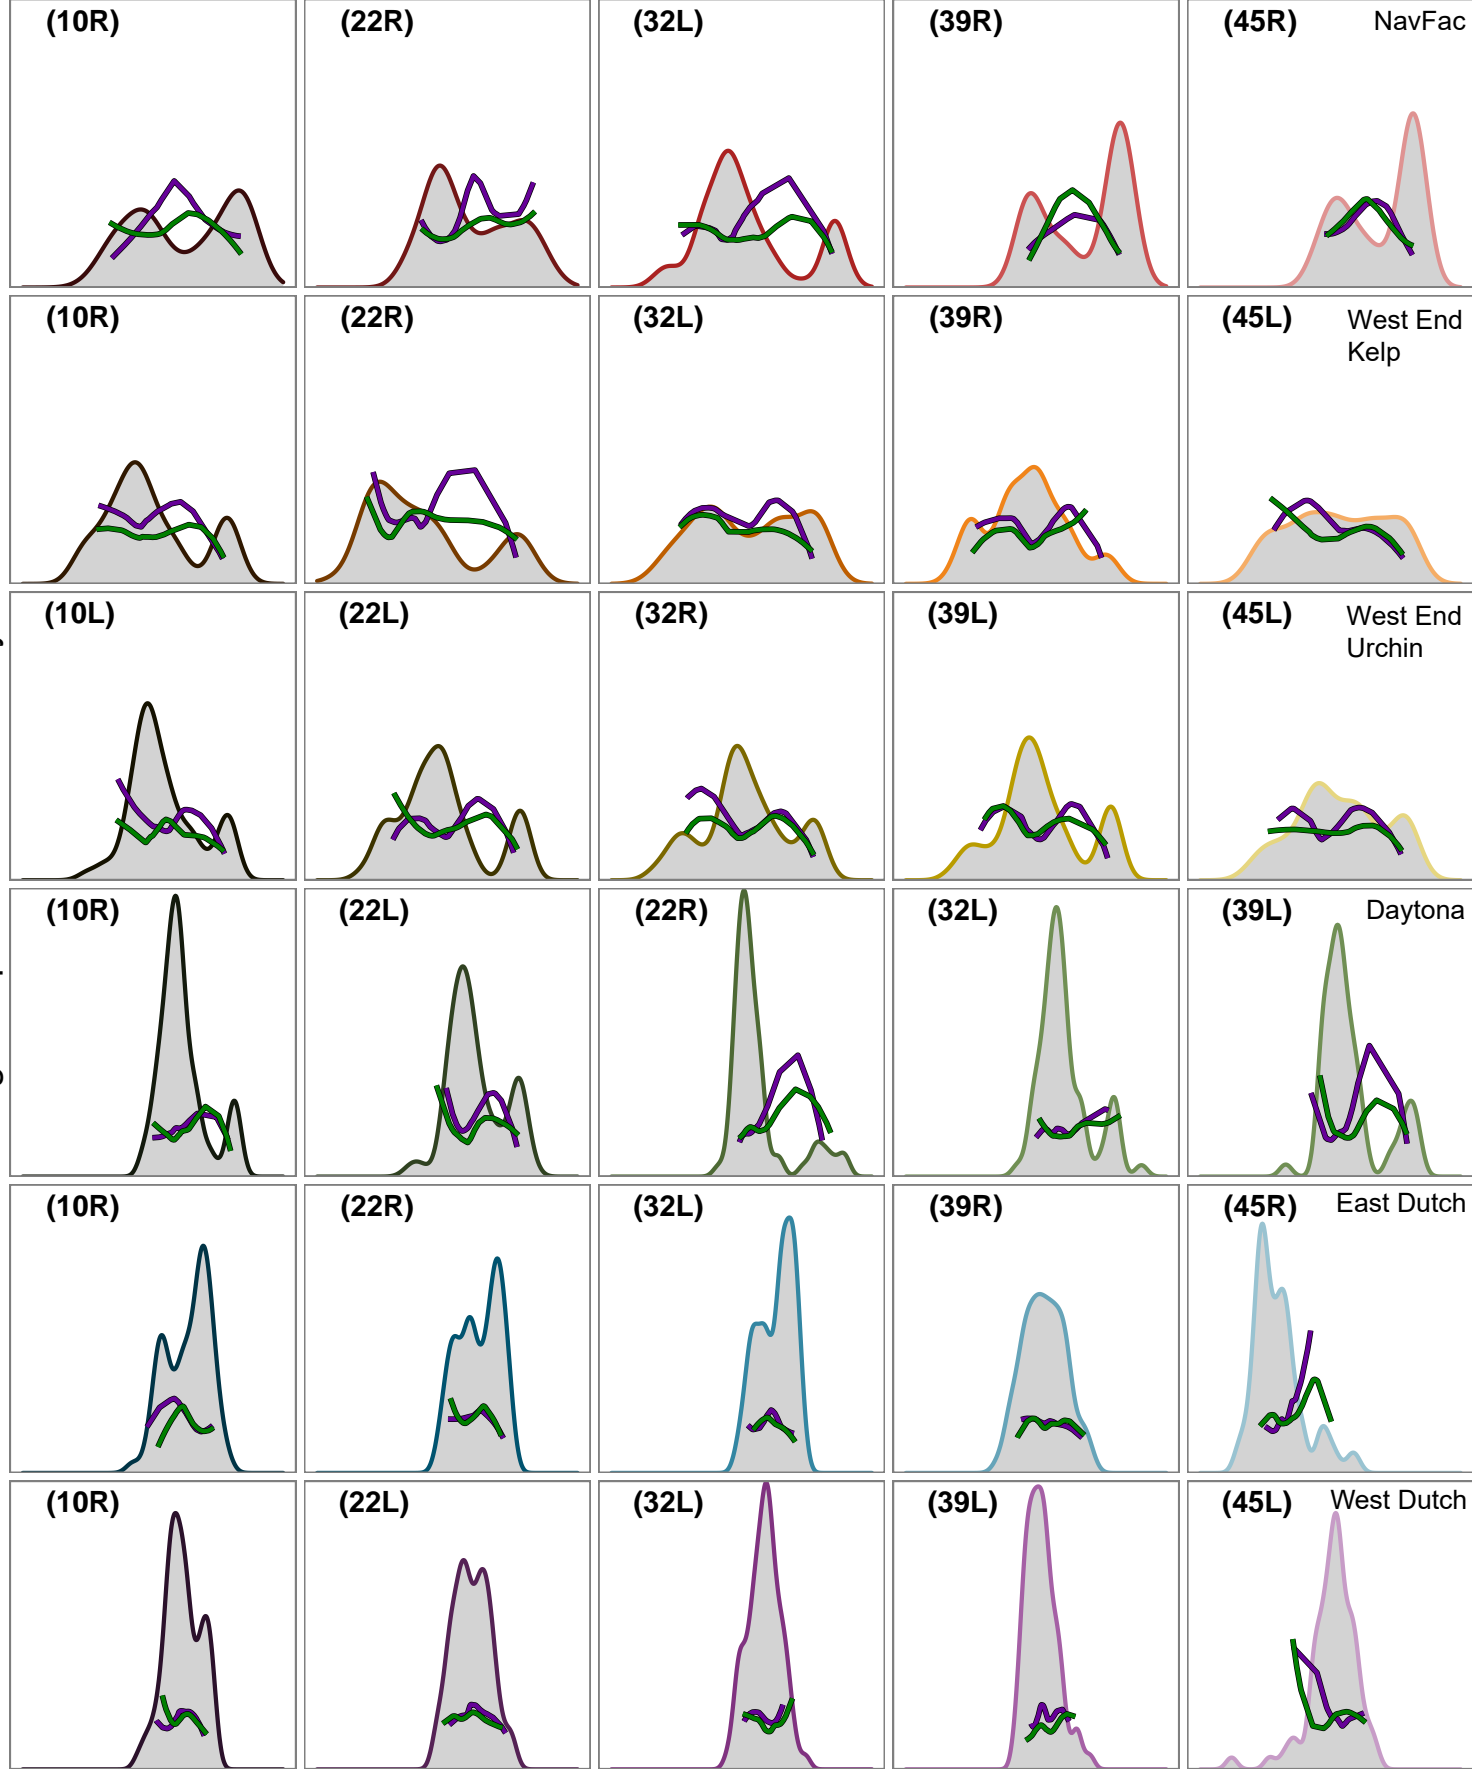 (10R) (22R) (32L) (39R) (45R) NavFac
(10R) (22R) (32L) (39R) (45L) West End
Kelp
(10L) (22L) (32R) (39L) (45L) West End
Urchin
(10R) (22L) (22R) (32L) (39L) Daytona
(10R) (22R) (32L) (39R) (45R) East Dutch
(10R) (22L) (32L) (39L) (45L) West Dutch